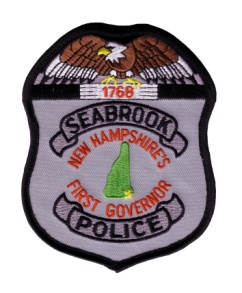 1768
SEABROOK
NEW HAMPSHIRE'S
FIRST GOVERNOR
POLICE